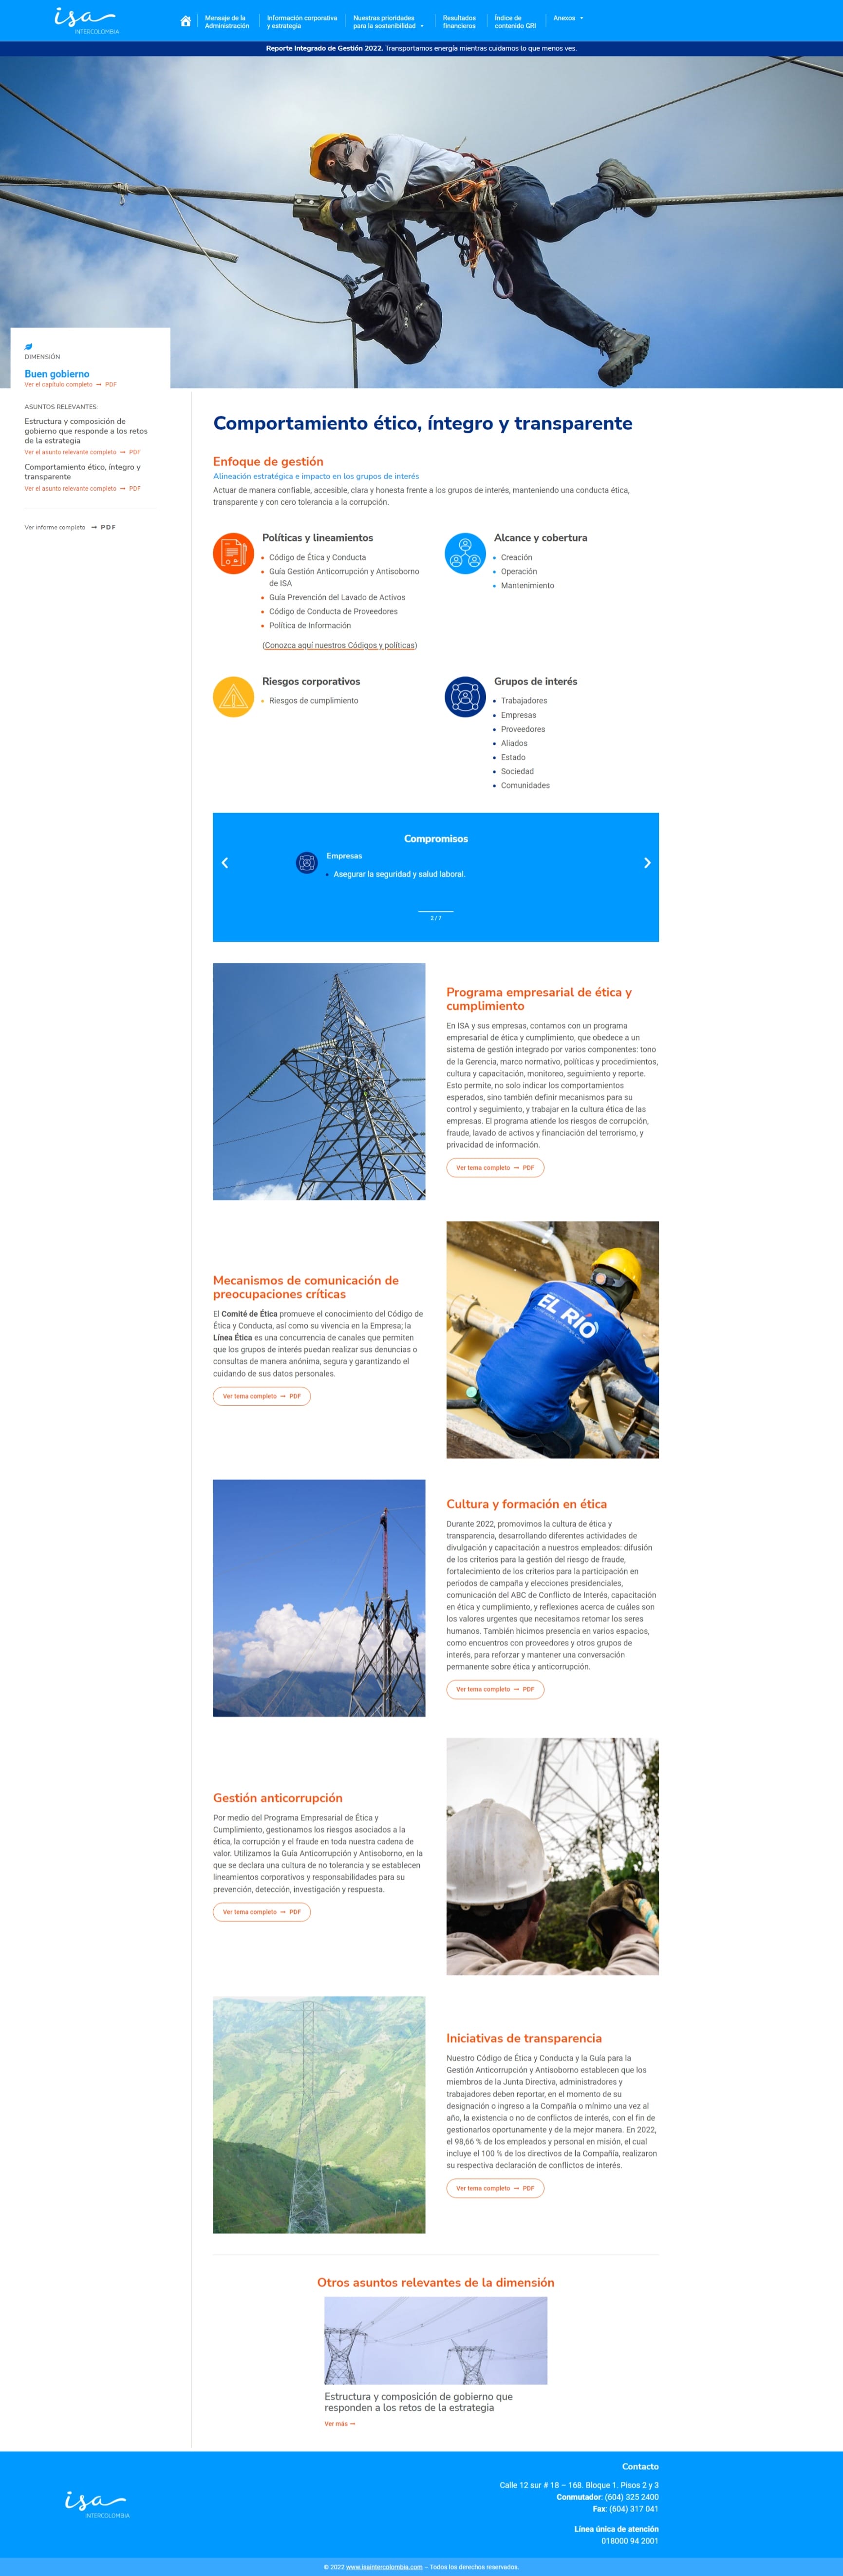 isa
INTERCOLOMBIA
Mensaje de la
Administración
Información corporativa
y estrategia
Nuestras prioridades
para la sostenibilidad
Resultados
financieros
Índice de
contenido GRI
Anexos
Reporte Integrado de Gestión 2022. Transportamos energía mientras cuidamos lo que menos ves.
DIMENSIÓN
Buen gobierno
Ver el capítulo completo → PDF
ASUNTOS RELEVANTES:
Estructura y composición de
gobierno que responde a los retos
de la estrategia
Ver el asunto relevante completo → PDF
Comportamiento ético, íntegro y
transparente
Ver el asunto relevante completo → PDF
Ver informe completo → PDF
Comportamiento ético, íntegro y transparente
Enfoque de gestión
Alineación estratégica e impacto en los grupos de interés
Actuar de manera confiable, accesible, clara y honesta frente a los grupos de interés, manteniendo una conducta ética,
transparente y con cero tolerancia a la corrupción.
Políticas y lineamientos
Código de Ética y Conducta
Guía Gestión Anticorrupción y Antisoborno
de ISA
Guía Prevención del Lavado de Activos
Código de Conducta de Proveedores
Política de Información
(Conozca aquí nuestros Códigos y políticas)
Alcance y cobertura
Creación
Operación
Mantenimiento
Riesgos corporativos
Riesgos de cumplimiento
Grupos de interés
Trabajadores
Empresas
Proveedores
Aliados
Estado
Sociedad
Comunidades
Compromisos
Empresas
Asegurar la seguridad y salud laboral.
3 / 7
Programa empresarial de ética y
cumplimiento
En ISA y sus empresas, contamos con un programa
empresarial de ética y cumplimiento, que obedece a un
sistema de gestión integrado por varios componentes: tono
de la Gerencia, marco normativo, políticas y procedimientos,
cultura y capacitación, monitoreo, seguimiento y reporte.
Esto permite, no solo indicar los comportamientos
esperados, sino también definir mecanismos para su
control y seguimiento, y trabajar en la cultura ética de las
empresas. El programa atiende los riesgos de corrupción,
fraude, lavado de activos y financiación del terrorismo, y
privacidad de información.
Ver tema completo → PDF
Mecanismos de comunicación de
preocupaciones críticas
El Comité de Ética promueve el conocimiento del Código de
Ética y Conducta, así como su vivencia en la Empresa; la
Línea Ética es una concurrencia de canales que permiten
que los grupos de interés puedan realizar sus denuncias o
consultas de manera anónima, segura y garantizando el
cuidando de sus datos personales.
Ver tema completo → PDF
EL RÍO
Cultura y formación en ética
Durante 2022, promovimos la cultura de ética y
transparencia, desarrollando diferentes actividades de
divulgación y capacitación a nuestros empleados: difusión
de los criterios para la gestión del riesgo de fraude,
fortalecimiento de los criterios para la participación en
periodos de campaña y elecciones presidenciales,
comunicación del ABC de Conflicto de Interés, capacitación
en ética y cumplimiento, y reflexiones acerca de cuáles son
los valores urgentes que necesitamos retomar los seres
humanos. También hicimos presencia en varios espacios,
como encuentros con proveedores y otros grupos de
interés, para reforzar y mantener una conversación
permanente sobre ética y anticorrupción.
Ver tema completo → PDF
Gestión anticorrupción
Por medio del Programa Empresarial de Ética y
Cumplimiento, gestionamos los riesgos asociados a la
ética, la corrupción y el fraude en toda nuestra cadena de
valor. Utilizamos la Guía Anticorrupción y Antisoborno, en la
que se declara una cultura de no tolerancia y se establecen
lineamientos corporativos y responsabilidades para su
prevención, detección, investigación y respuesta.
Ver tema completo → PDF
Iniciativas de transparencia
Nuestro Código de Ética y Conducta y la Guía para la
Gestión Anticorrupción y Antisoborno establecen que los
miembros de la Junta Directiva, administradores y
trabajadores deben reportar, en el momento de su
designación o ingreso a la Compañía o mínimo una vez al
año, la existencia o no de conflictos de interés, con el fin de
gestionarlos oportunamente y de la mejor manera. En 2022,
el 98,66 % de los empleados y personal en misión, el cual
incluye el 100 % de los directivos de la Compañía, realizaron
su respectiva declaración de conflictos de interés.
Ver tema completo → PDF
Otros asuntos relevantes de la dimensión
Estructura y composición de gobierno que
responden a los retos de la estrategia
Ver más →
isa
INTERCOLOMBIA
Contacto
Calle 12 sur # 18 – 168. Bloque 1. Pisos 2 y 3
Conmutador: (604) 325 2400
Fax: (604) 317 041
Línea única de atención
018000 94 2001
© 2022 www.isaintercolombia.com – Todos los derechos reservados.